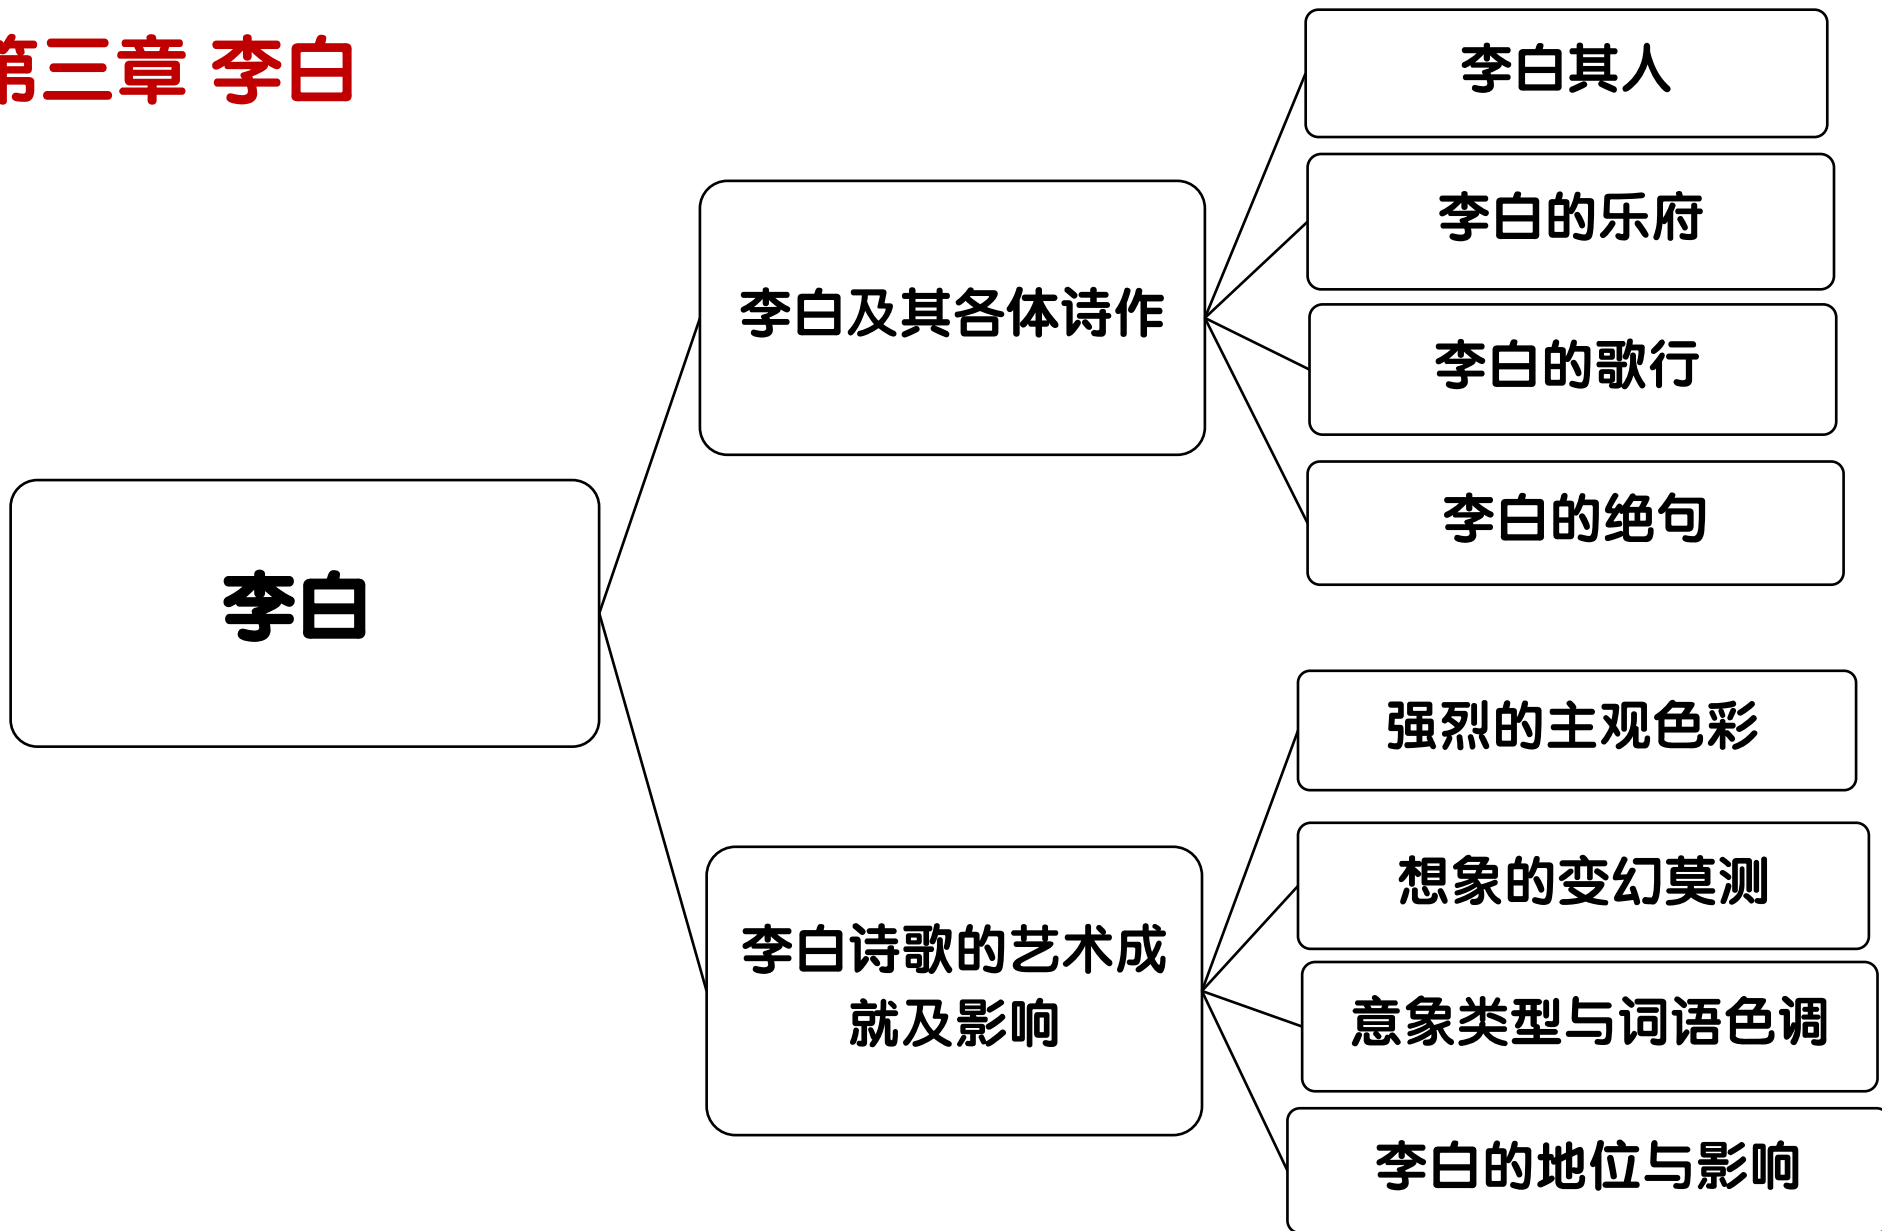 第三章 李白
李白
李白及其各体诗作
李白其人
李白的乐府
李白的歌行
李白的绝句
李白诗歌的艺术成
就及影响
强烈的主观色彩
想象的变幻莫测
意象类型与词语色调
李白的地位与影响